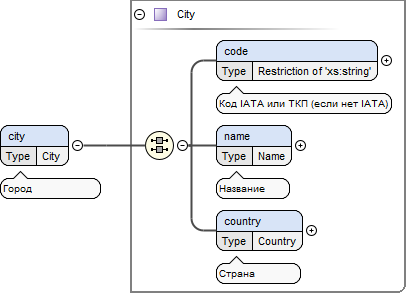 City
code
Type Restriction of 'xs:string'
Код IATA или ТКП (если нет IATA)
city
Type City
Город
name
Type Name
Название
country
Type Country
Страна